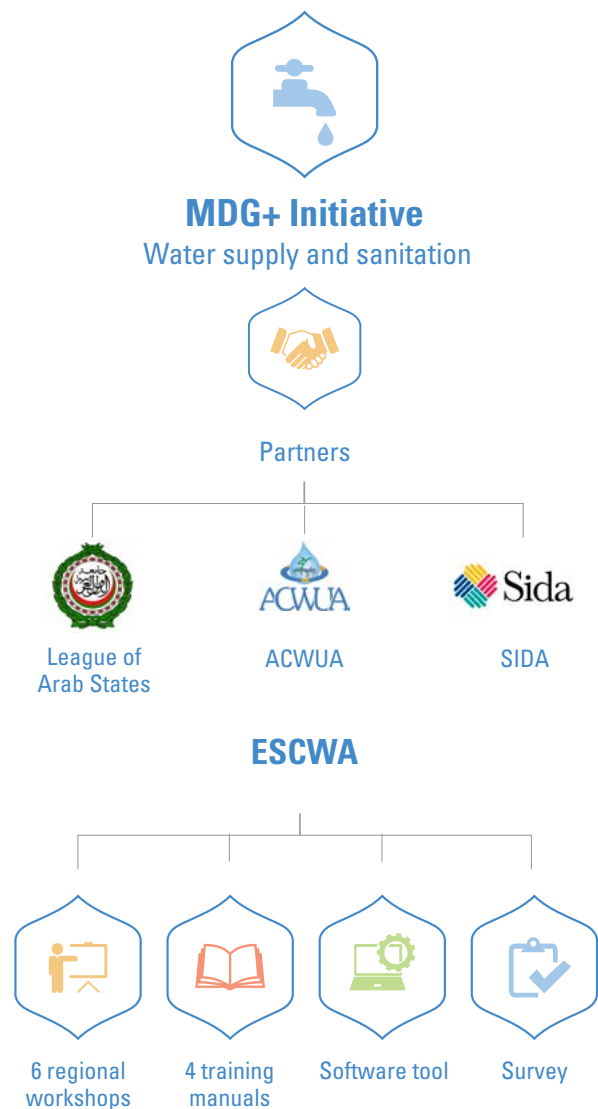 MDG+ Initiative
Water supply and sanitation
Partners
ACWUA
Sida
League of
Arab States
ACWUA
SIDA
ESCWA
6 regional
workshops
4 training
manuals
Software tool
Survey